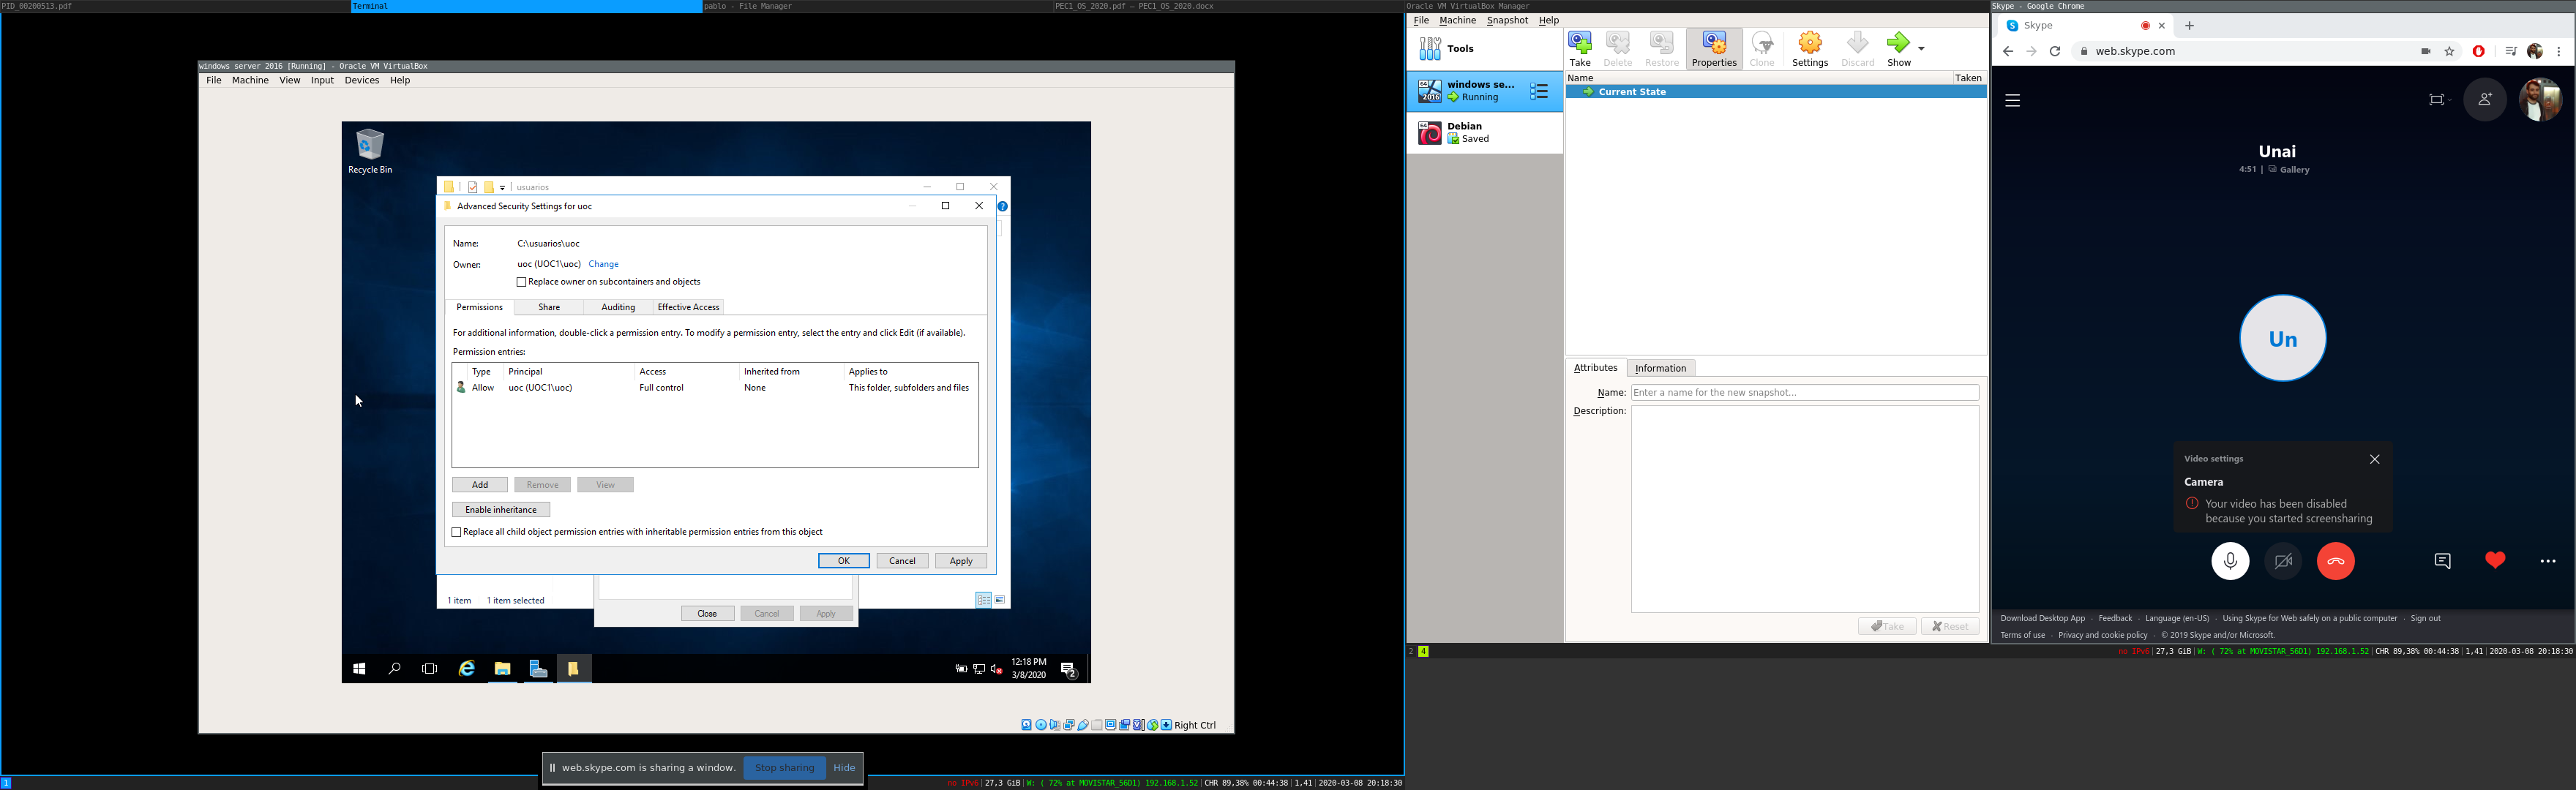 PID_00200513.pdf
Terminal
pablo - File Manager
PEC1_OS_2020.pdf — PEC1_OS_2020.docx
windows server 2016 [Running] - Oracle VM VirtualBox
File Machine View Input Devices Help
Recycle Bin
usuarios
Advanced Security Settings for uoc
Name: C:\usuarios\uoc
Owner: uoc (UOC1\uoc) Change
Replace owner on subcontainers and objects
Permissions Share Auditing Effective Access
For additional information, double-click a permission entry. To modify a permission entry, select the entry and click Edit (if available).
Permission entries:
Type Principal Access Inherited from Applies to
Allow uoc (UOC1\uoc) Full control None This folder, subfolders and files
Add Remove View
Enable inheritance
Replace all child object permission entries with inheritable permission entries from this object
OK Cancel Apply
1 item 1 item selected
Close Cancel Apply
12:18 PM
3/8/2020
2
Right Ctrl
web.skype.com is sharing a window. Stop sharing Hide
1
no IPv6| 27,3 GiB| W: ( 72% at MOVISTAR_56D1) 192.168.1.52| CHR 89,38% 00:44:38| 1,41| 2020-03-08 20:18:30
Oracle VM VirtualBox Manager
File Machine Snapshot Help
Tools
64
2016
windows se...
Running
64
Debian
Saved
Take Delete Restore Properties Clone Settings Discard Show
Name Taken
Current State
Attributes Information
Name: Enter a name for the new snapshot...
Description:
Take Reset
2 4
Skype - Google Chrome
Skype
web.skype.com
Unai
4:51 | Gallery
Un
Video settings
Camera
Your video has been disabled
because you started screensharing
Download Desktop App · Feedback · Language (en-US) · Using Skype for Web safely on a public computer · Sign out
Terms of use · Privacy and cookie policy · © 2019 Skype and/or Microsoft.
no IPv6| 27,3 GiB| W: ( 72% at MOVISTAR_56D1) 192.168.1.52| CHR 89,38% 00:44:38| 1,41| 2020-03-08 20:18:30